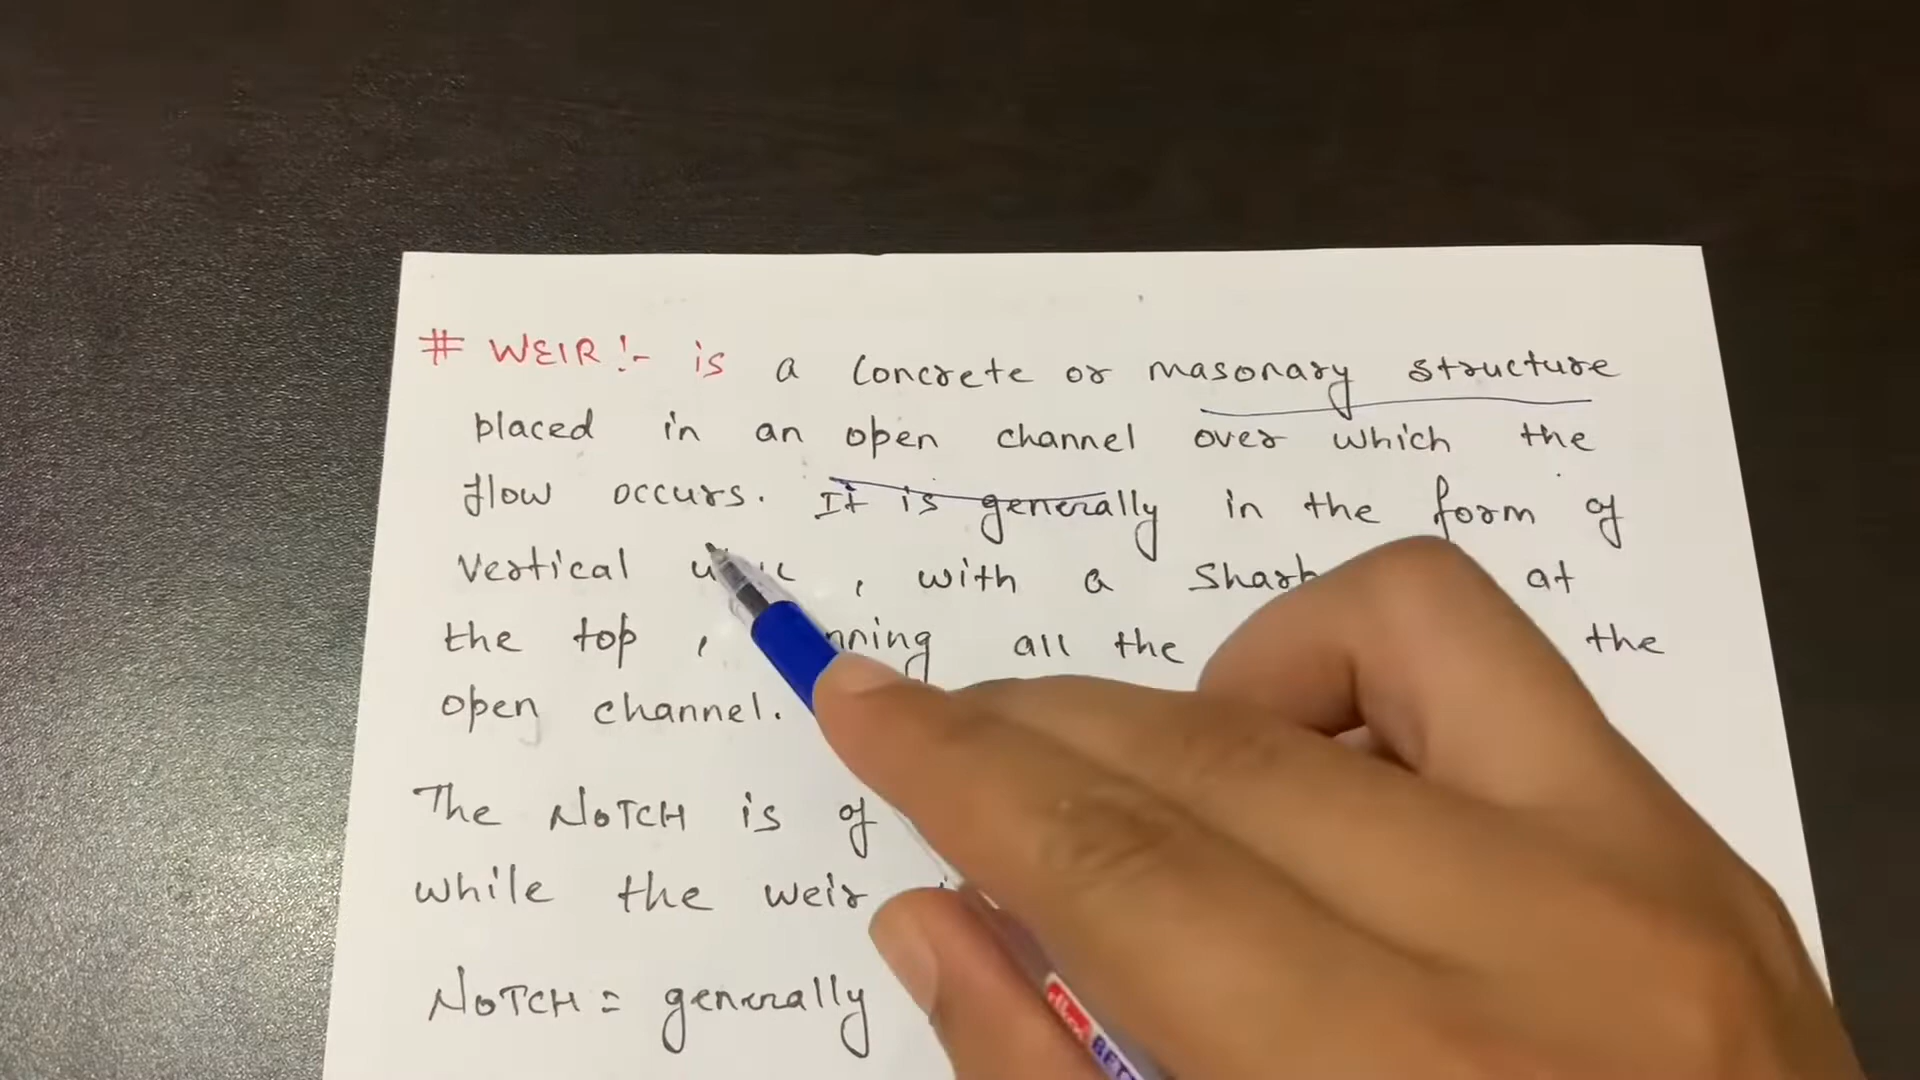 # WEIR!- is a concrete or masonary structure
placed in an open channel over which the
flow occurs. It is generally in the form of
vertical , with a at
the top , all the the
open channel.
The NOTCH is of
while the weir
NOTCH = generally